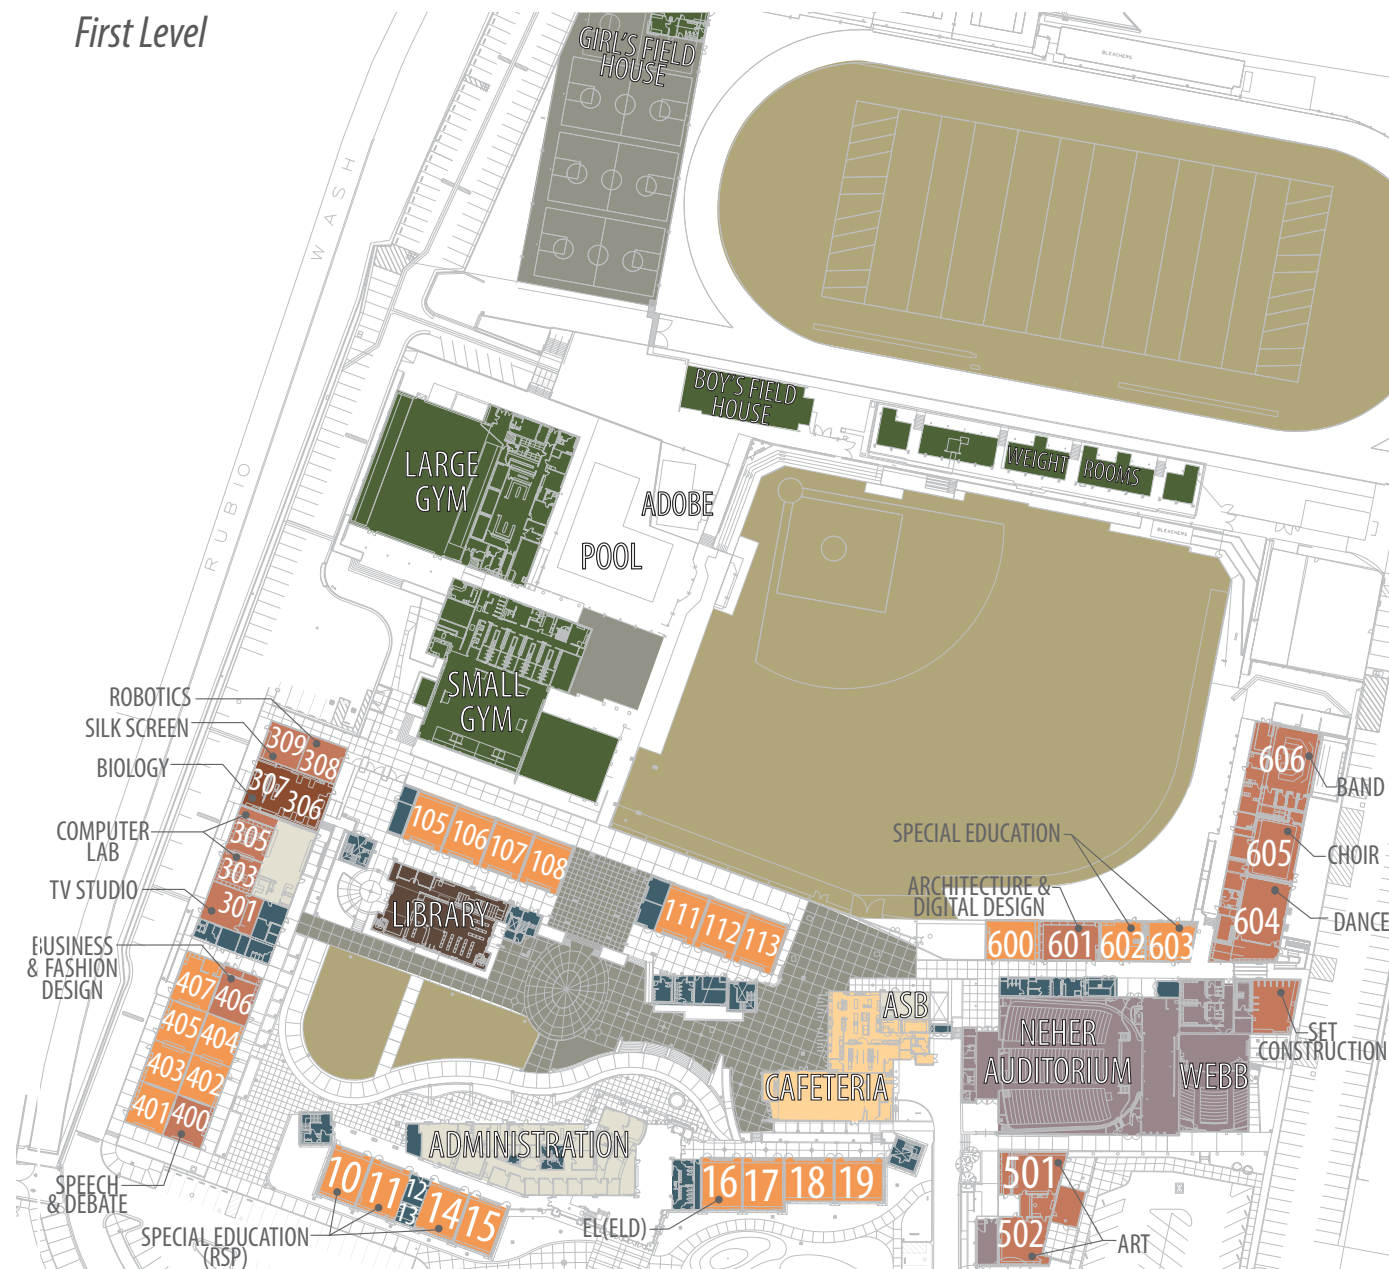 First Level
GIRL'S FIELD
HOUSE
BLEACHERS
RUBIO WASH
BOY'S FIELD
HOUSE
WEIGHT ROOMS
BLEACHERS
LARGE
GYM
ADOBE
POOL
SMALL
GYM
ROBOTICS
SILK SCREEN
BIOLOGY
COMPUTER
LAB
TV STUDIO
BUSINESS
& FASHION
DESIGN
309
308
307
306
305
303
301
407
406
405
404
403
402
401
400
SPEECH
& DEBATE
105
106
107
108
LIBRARY
111
112
113
SPECIAL EDUCATION
ARCHITECTURE &
DIGITAL DESIGN
600
601
602
603
606
BAND
605
CHOIR
604
DANCE
ASB
CAFETERIA
NEHER
AUDITORIUM
WEBB
SET
CONSTRUCTION
ADMINISTRATION
10
11
12
13
14
15
SPECIAL EDUCATION
(RSP)
16
17
18
19
EL(ELD)
501
502
ART